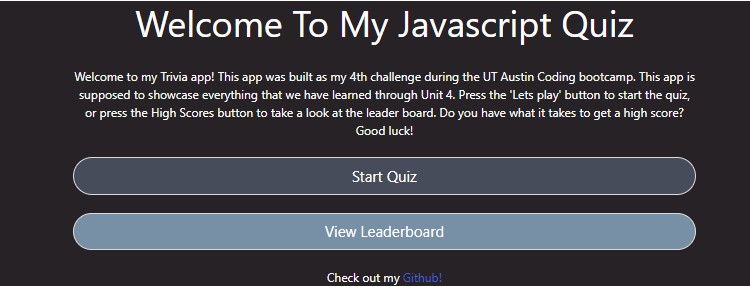 Welcome To My Javascript Quiz
Welcome to my Trivia app! This app was built as my 4th challenge during the UT Austin Coding bootcamp. This app is
supposed to showcase everything that we have learned through Unit 4. Press the 'Lets play' button to start the quiz,
or press the High Scores button to take a look at the leader board. Do you have what it takes to get a high score?
Good luck!
Start Quiz
View Leaderboard
Check out my Github!